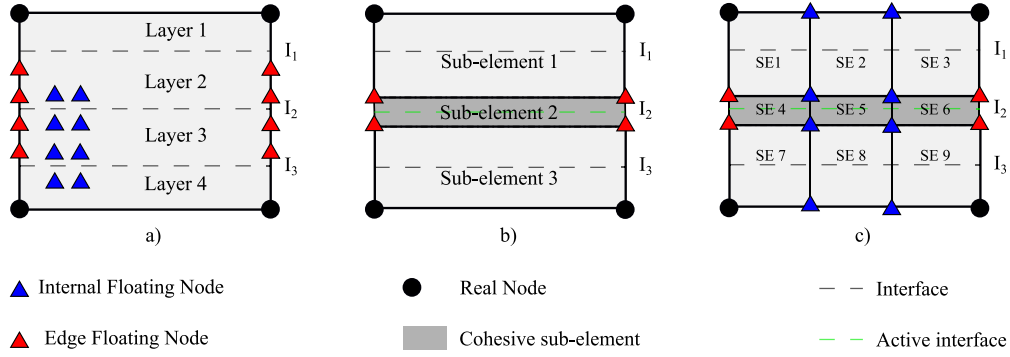 Layer 1
I₁
Layer 2
I₂
Layer 3
I₃
Layer 4
a)
Sub-element 1
I₁
Sub-element 2
I₂
Sub-element 3
I₃
b)
I₁
SE1 SE 2 SE 3
SE 4 SE 5 SE 6 I₂
SE 7 SE 8 SE 9 I₃
c)
Internal Floating Node
Real Node
Interface
Edge Floating Node
Cohesive sub-element
Active interface